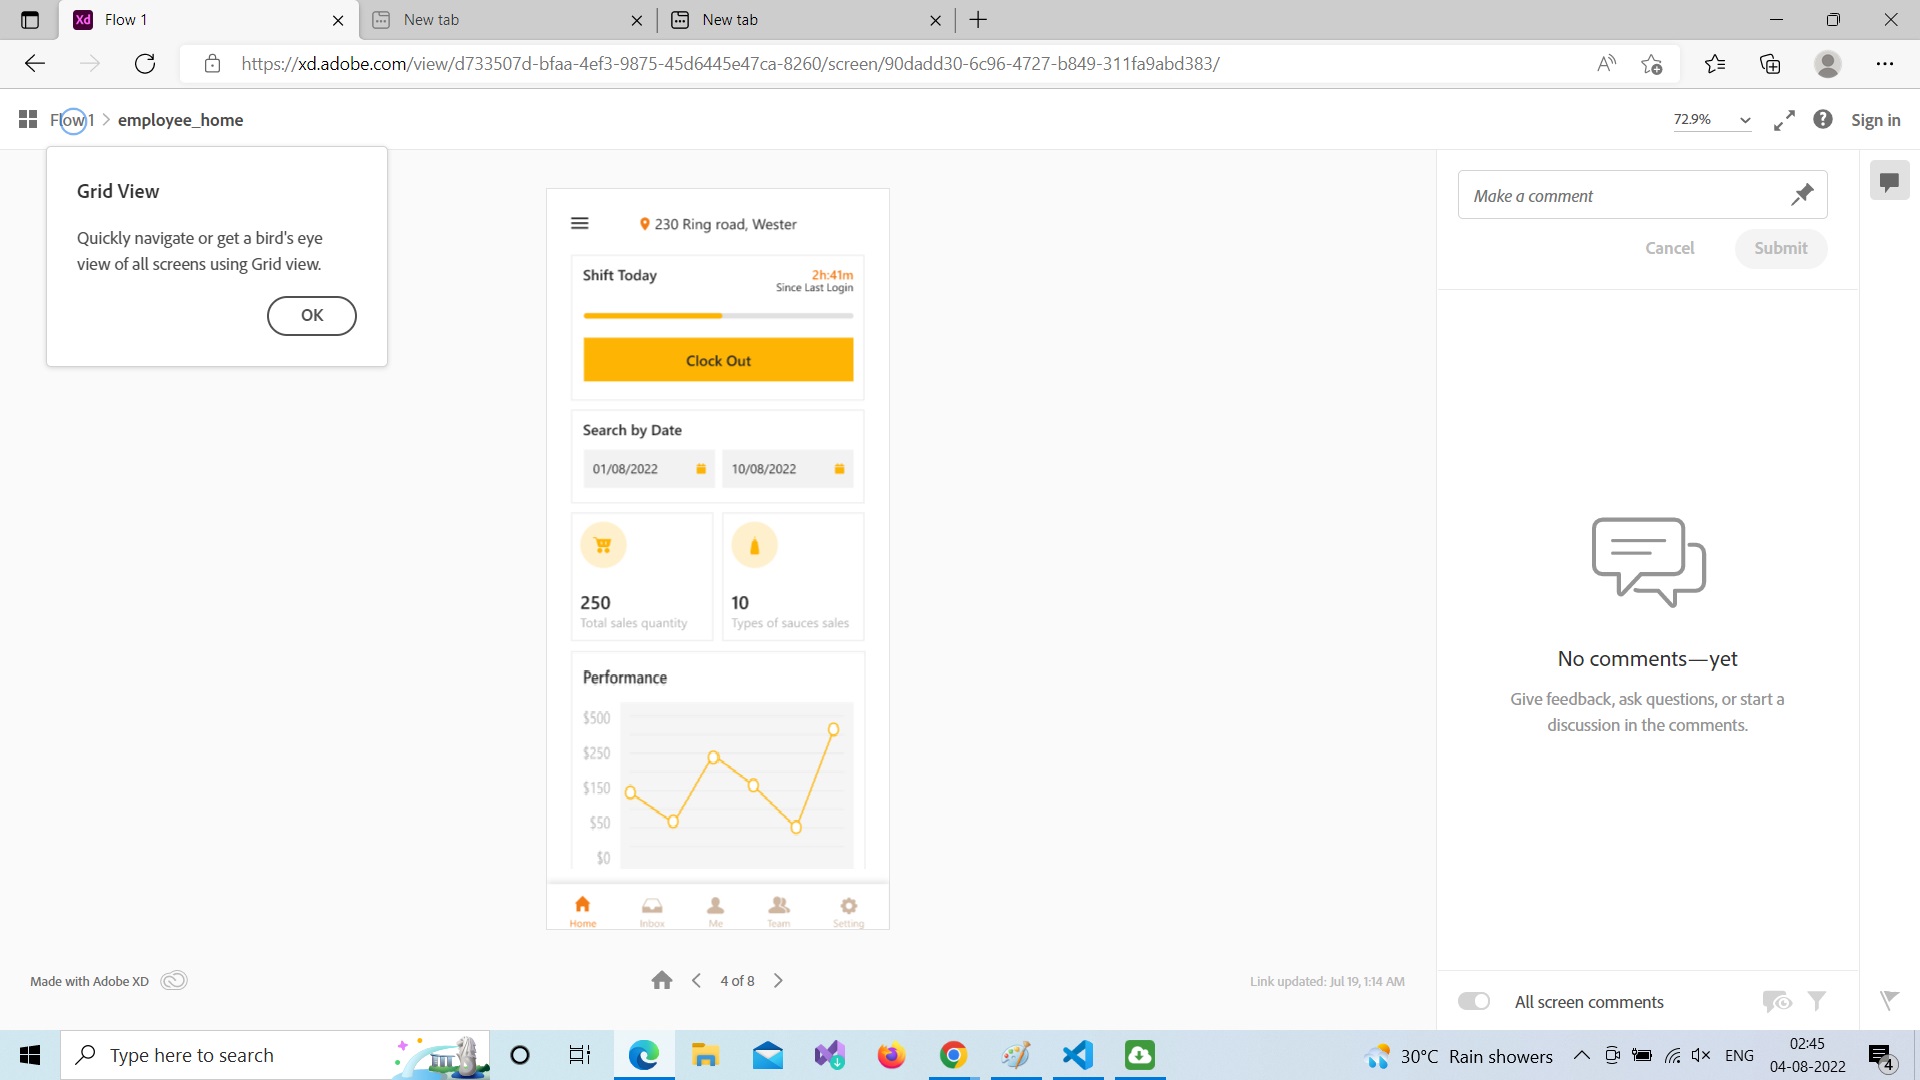 Flow 1
New tab
New tab
https://xd.adobe.com/view/d733507d-bfaa-4ef3-9875-45d6445e47ca-8260/screen/90dadd30-6c96-4727-b849-311fa9abd383/
Flow 1 > employee_home
72.9%
Sign in
Grid View
Quickly navigate or get a bird's eye
view of all screens using Grid view.
OK
230 Ring road, Wester
Shift Today
2h:41m
Since Last Login
Clock Out
Search by Date
01/08/2022
10/08/2022
250
Total sales quantity
10
Types of sauces sales
Performance
$500
$250
$150
$50
$0
Home
Inbox
Me
Team
Setting
Make a comment
Cancel
Submit
No comments—yet
Give feedback, ask questions, or start a
discussion in the comments.
Made with Adobe XD
4 of 8
Link updated: Jul 19, 1:14 AM
All screen comments
Type here to search
30°C Rain showers
ENG
02:45
04-08-2022
4